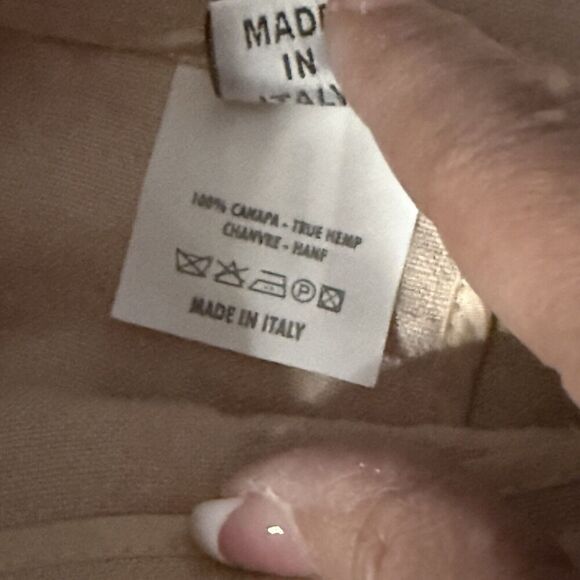 MADE
IN
ITALY
100% CANAPA - TRUE HEMP
CHANVRE - HANF
P
MADE IN ITALY